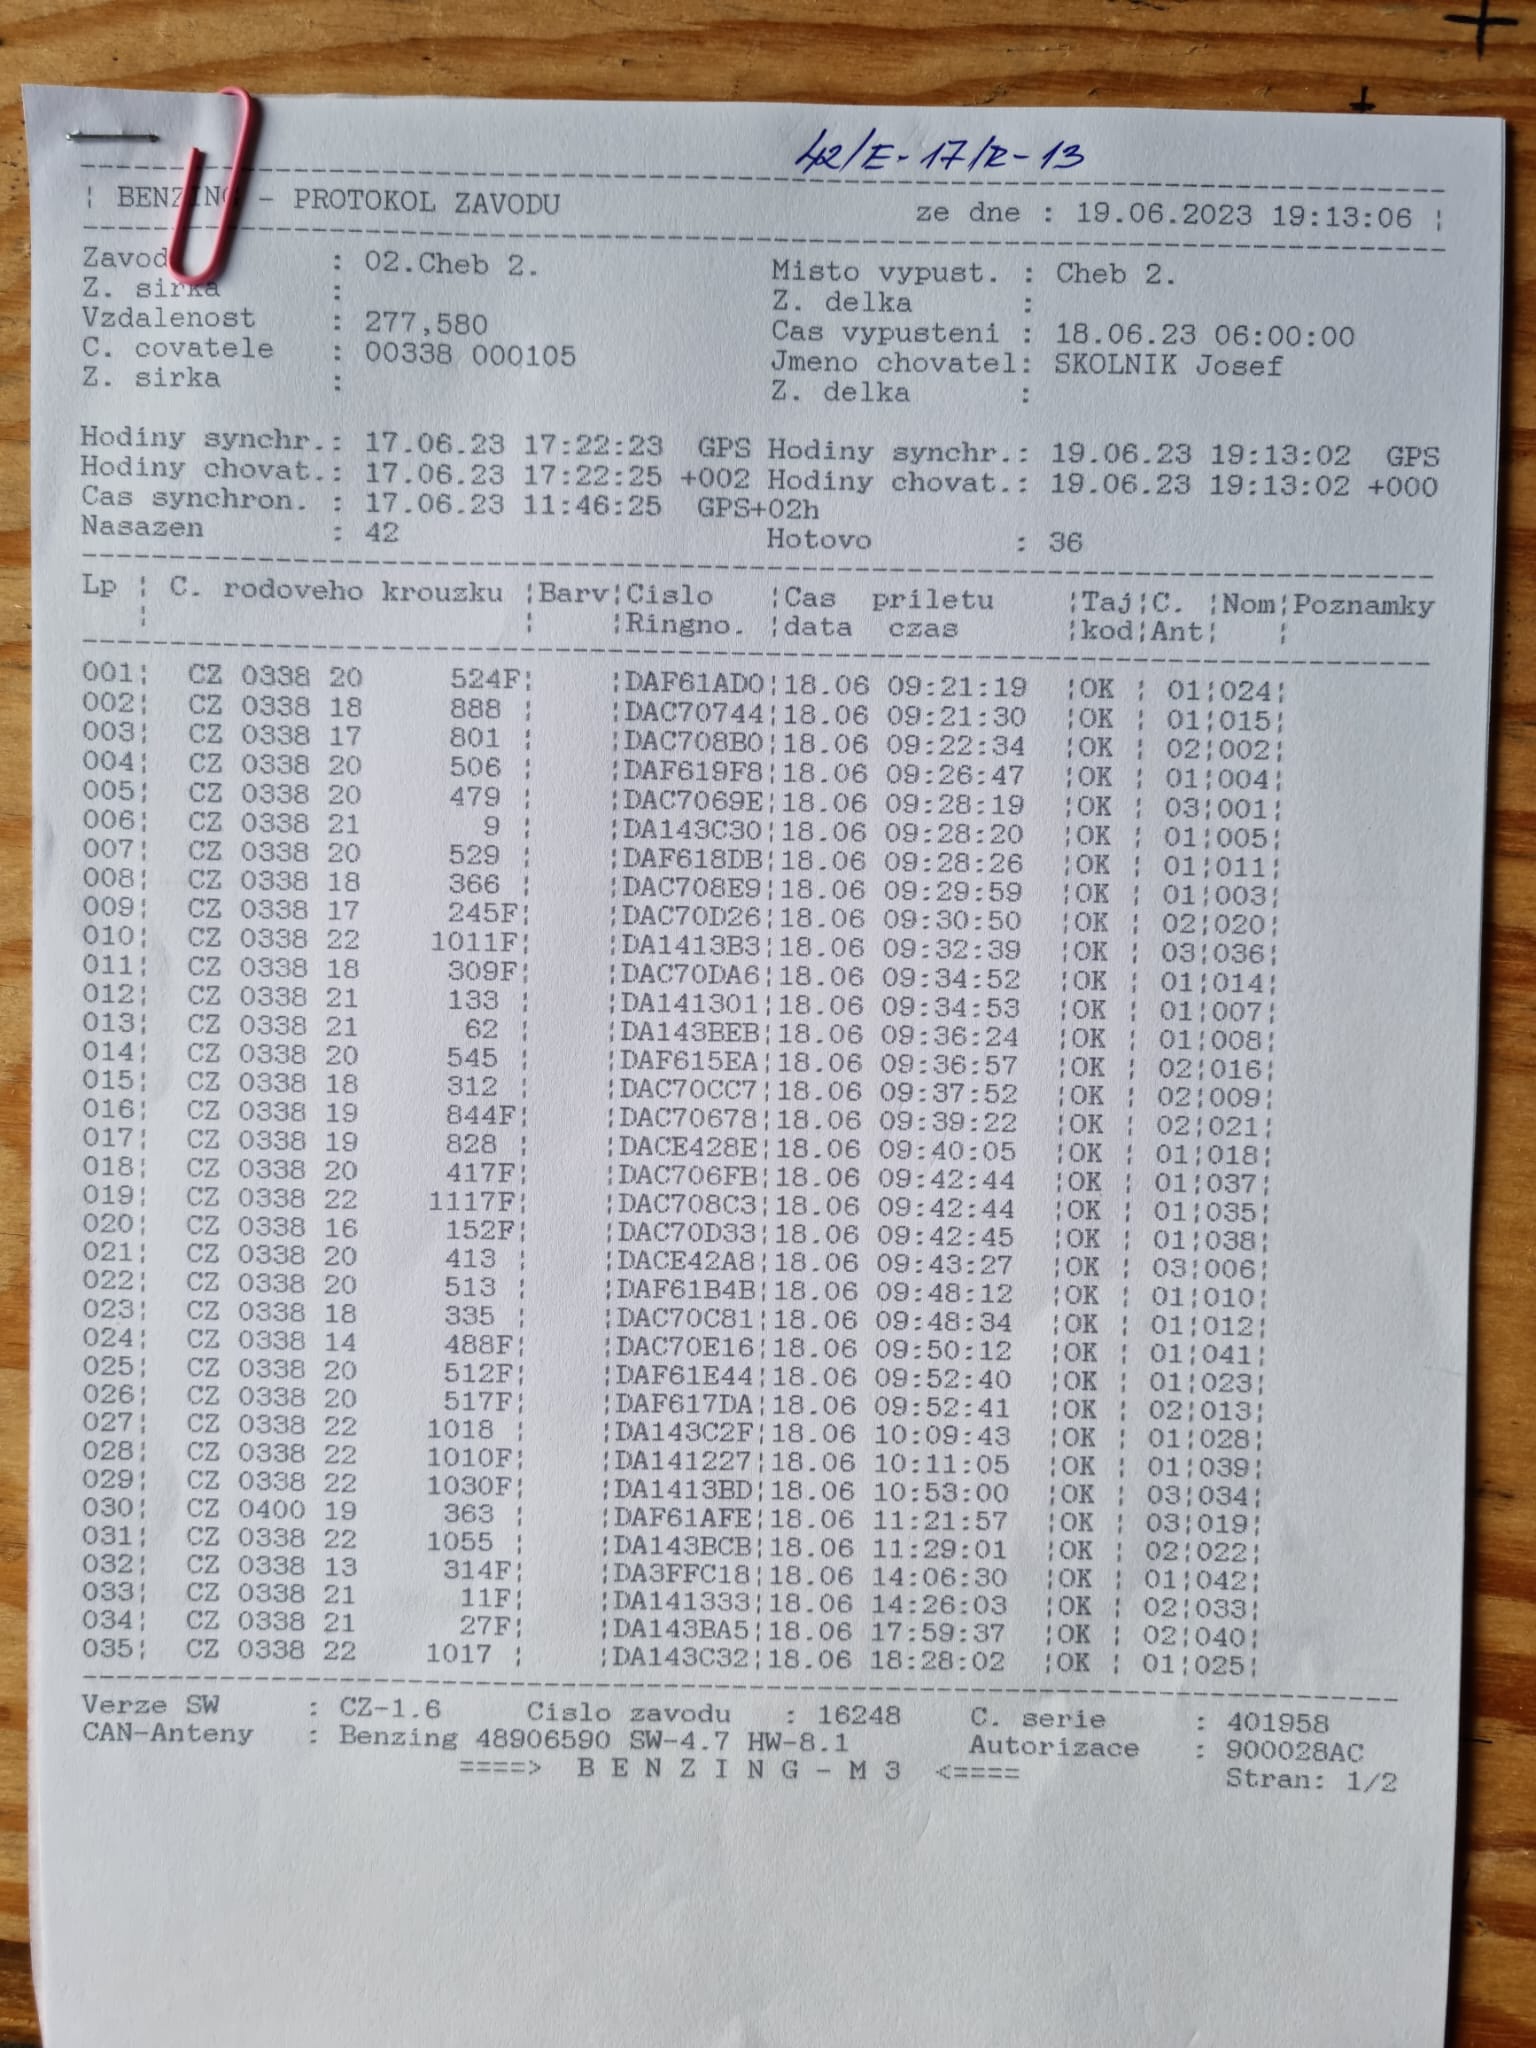 42/E-17/R-13
¦ BENZING - PROTOKOL ZAVODU ze dne : 19.06.2023 19:13:06 ¦
Zavod : 02.Cheb 2. Misto vypust. : Cheb 2.
Z. sirka : Z. delka :
Vzdalenost : 277,580 Cas vypusteni : 18.06.23 06:00:00
C. covatele : 00338 000105 Jmeno chovatel: SKOLNIK Josef
Z. sirka : Z. delka :
Hodiny synchr.: 17.06.23 17:22:23 GPS Hodiny synchr.: 19.06.23 19:13:02 GPS
Hodiny chovat.: 17.06.23 17:22:25 +002 Hodiny chovat.: 19.06.23 19:13:02 +000
Cas synchron. : 17.06.23 11:46:25 GPS+02h
Nasazen : 42 Hotovo : 36
Lp ¦ C. rodoveho krouzku ¦Barv¦Cislo ¦Cas priletu ¦Taj¦C. ¦Nom¦Poznamky
¦ ¦ ¦Ringno. ¦data czas ¦kod¦Ant¦ ¦
001¦ CZ 0338 20 524F¦ ¦DAF61AD0¦18.06 09:21:19 ¦OK ¦ 01¦024¦
002¦ CZ 0338 18 888 ¦ ¦DAC70744¦18.06 09:21:30 ¦OK ¦ 01¦015¦
003¦ CZ 0338 17 801 ¦ ¦DAC708B0¦18.06 09:22:34 ¦OK ¦ 02¦002¦
004¦ CZ 0338 20 506 ¦ ¦DAF619F8¦18.06 09:26:47 ¦OK ¦ 01¦004¦
005¦ CZ 0338 20 479 ¦ ¦DAC7069E¦18.06 09:28:19 ¦OK ¦ 03¦001¦
006¦ CZ 0338 21 9 ¦ ¦DA143C30¦18.06 09:28:20 ¦OK ¦ 01¦005¦
007¦ CZ 0338 20 529 ¦ ¦DAF618DB¦18.06 09:28:26 ¦OK ¦ 01¦011¦
008¦ CZ 0338 18 366 ¦ ¦DAC708E9¦18.06 09:29:59 ¦OK ¦ 01¦003¦
009¦ CZ 0338 17 245F¦ ¦DAC70D26¦18.06 09:30:50 ¦OK ¦ 02¦020¦
010¦ CZ 0338 22 1011F¦ ¦DA1413B3¦18.06 09:32:39 ¦OK ¦ 03¦036¦
011¦ CZ 0338 18 309F¦ ¦DAC70DA6¦18.06 09:34:52 ¦OK ¦ 01¦014¦
012¦ CZ 0338 21 133 ¦ ¦DA141301¦18.06 09:34:53 ¦OK ¦ 01¦007¦
013¦ CZ 0338 21 62 ¦ ¦DA143BEB¦18.06 09:36:24 ¦OK ¦ 01¦008¦
014¦ CZ 0338 20 545 ¦ ¦DAF615EA¦18.06 09:36:57 ¦OK ¦ 02¦016¦
015¦ CZ 0338 18 312 ¦ ¦DAC70CC7¦18.06 09:37:52 ¦OK ¦ 02¦009¦
016¦ CZ 0338 19 844F¦ ¦DAC70678¦18.06 09:39:22 ¦OK ¦ 02¦021¦
017¦ CZ 0338 19 828 ¦ ¦DACE428E¦18.06 09:40:05 ¦OK ¦ 01¦018¦
018¦ CZ 0338 20 417F¦ ¦DAC706FB¦18.06 09:42:44 ¦OK ¦ 01¦037¦
019¦ CZ 0338 22 1117F¦ ¦DAC708C3¦18.06 09:42:44 ¦OK ¦ 01¦035¦
020¦ CZ 0338 16 152F¦ ¦DAC70D33¦18.06 09:42:45 ¦OK ¦ 01¦038¦
021¦ CZ 0338 20 413 ¦ ¦DACE42A8¦18.06 09:43:27 ¦OK ¦ 03¦006¦
022¦ CZ 0338 20 513 ¦ ¦DAF61B4B¦18.06 09:48:12 ¦OK ¦ 01¦010¦
023¦ CZ 0338 18 335 ¦ ¦DAC70C81¦18.06 09:48:34 ¦OK ¦ 01¦012¦
024¦ CZ 0338 14 488F¦ ¦DAC70E16¦18.06 09:50:12 ¦OK ¦ 01¦041¦
025¦ CZ 0338 20 512F¦ ¦DAF61E44¦18.06 09:52:40 ¦OK ¦ 01¦023¦
026¦ CZ 0338 20 517F¦ ¦DAF617DA¦18.06 09:52:41 ¦OK ¦ 02¦013¦
027¦ CZ 0338 22 1018 ¦ ¦DA143C2F¦18.06 10:09:43 ¦OK ¦ 01¦028¦
028¦ CZ 0338 22 1010F¦ ¦DA141227¦18.06 10:11:05 ¦OK ¦ 01¦039¦
029¦ CZ 0338 22 1030F¦ ¦DA1413BD¦18.06 10:53:00 ¦OK ¦ 03¦034¦
030¦ CZ 0400 19 363 ¦ ¦DAF61AFE¦18.06 11:21:57 ¦OK ¦ 03¦019¦
031¦ CZ 0338 22 1055 ¦ ¦DA143BCB¦18.06 11:29:01 ¦OK ¦ 02¦022¦
032¦ CZ 0338 13 314F¦ ¦DA3FFC18¦18.06 14:06:30 ¦OK ¦ 01¦042¦
033¦ CZ 0338 21 11F¦ ¦DA141333¦18.06 14:26:03 ¦OK ¦ 02¦033¦
034¦ CZ 0338 21 27F¦ ¦DA143BA5¦18.06 17:59:37 ¦OK ¦ 02¦040¦
035¦ CZ 0338 22 1017 ¦ ¦DA143C32¦18.06 18:28:02 ¦OK ¦ 01¦025¦
Verze SW : CZ-1.6 Cislo zavodu : 16248 C. serie : 401958
CAN-Anteny : Benzing 48906590 SW-4.7 HW-8.1 Autorizace : 900028AC
====> B E N Z I N G - M 3 <==== Stran: 1/2